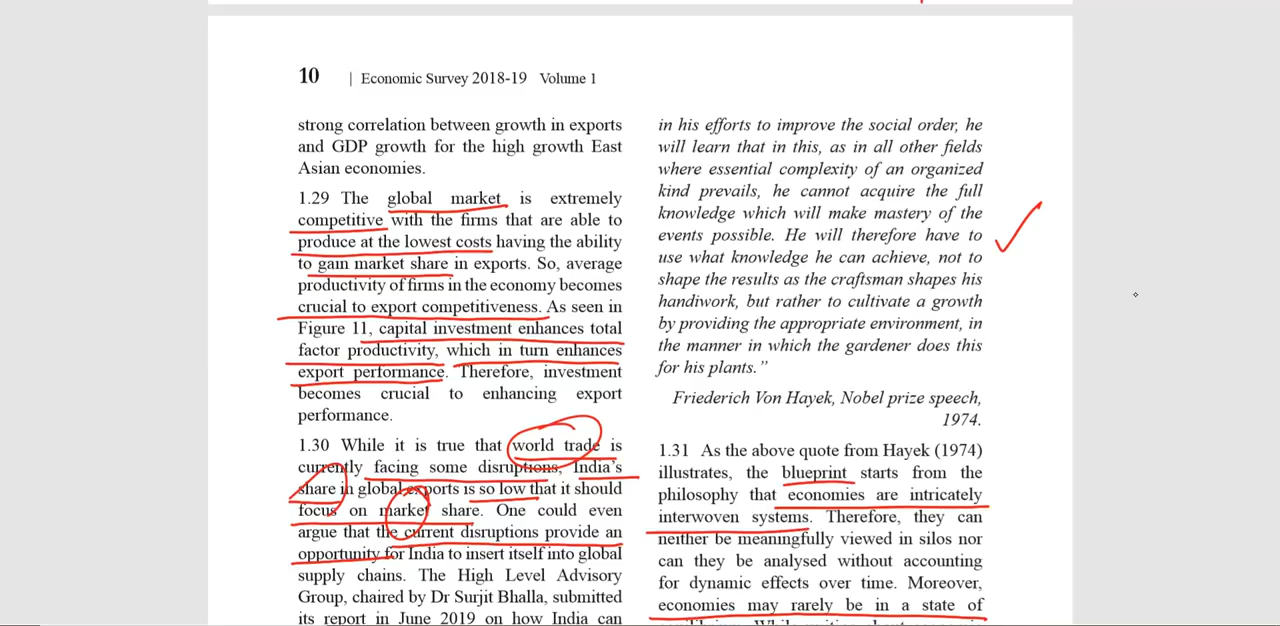 10 | Economic Survey 2018-19 Volume 1
strong correlation between growth in exports
and GDP growth for the high growth East
Asian economies.
1.29 The global market is extremely
competitive with the firms that are able to
produce at the lowest costs having the ability
to gain market share in exports. So, average
productivity of firms in the economy becomes
crucial to export competitiveness. As seen in
Figure 11, capital investment enhances total
factor productivity, which in turn enhances
export performance. Therefore, investment
becomes crucial to enhancing export
performance.
1.30 While it is true that world trade is
currently facing some disruptions, India's
share in global exports is so low that it should
focus on market share. One could even
argue that the current disruptions provide an
opportunity for India to insert itself into global
supply chains. The High Level Advisory
Group, chaired by Dr Surjit Bhalla, submitted
its report in June 2019 on how India can
in his efforts to improve the social order, he
will learn that in this, as in all other fields
where essential complexity of an organized
kind prevails, he cannot acquire the full
knowledge which will make mastery of the
events possible. He will therefore have to
use what knowledge he can achieve, not to
shape the results as the craftsman shapes his
handiwork, but rather to cultivate a growth
by providing the appropriate environment, in
the manner in which the gardener does this
for his plants."
Friederich Von Hayek, Nobel prize speech,
1974.
1.31 As the above quote from Hayek (1974)
illustrates, the blueprint starts from the
philosophy that economies are intricately
interwoven systems. Therefore, they can
neither be meaningfully viewed in silos nor
can they be analysed without accounting
for dynamic effects over time. Moreover,
economies may rarely be in a state of